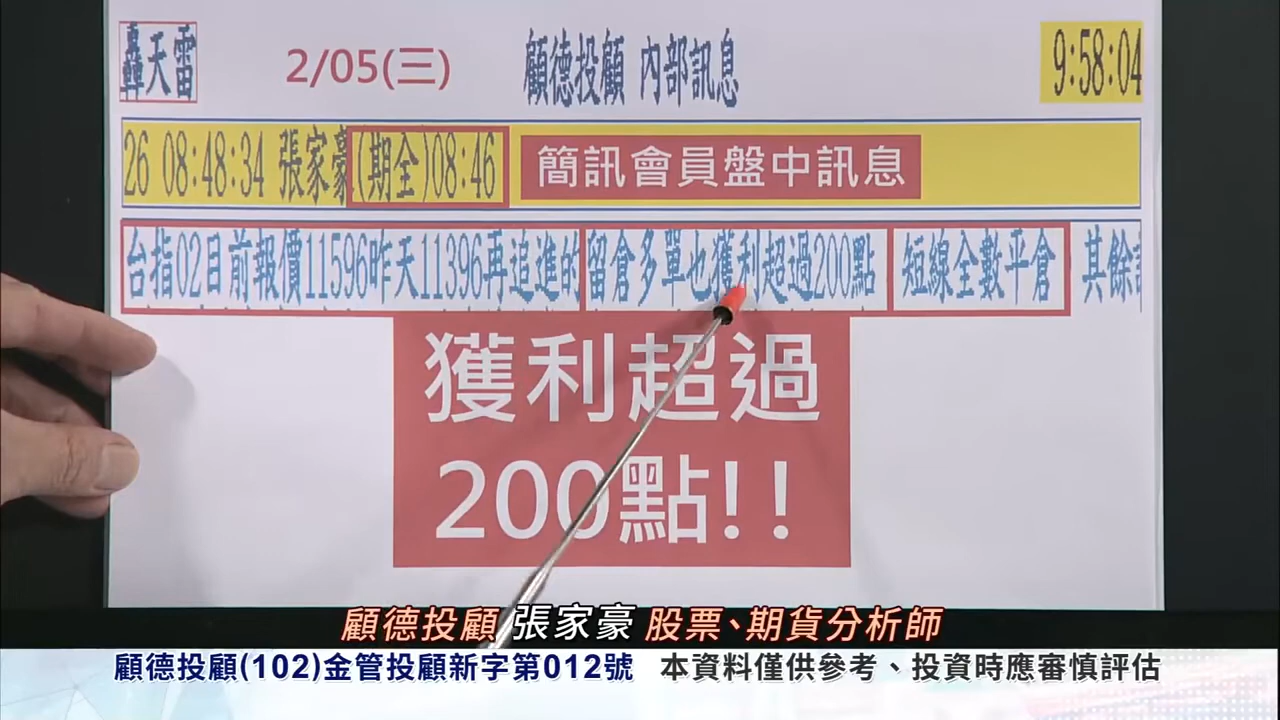 轟天雷 2/05(三) 顧德投顧 內部訊息 9:58:04
26 08:48:34 張家豪(期全)08:46 簡訊會員盤中訊息
台指02目前報價11596昨天11396再追進的 留倉多單也獲利超過200點 短線全數平倉 其餘
獲利超過
200點!!
顧德投顧 張家豪 股票、期貨分析師
顧德投顧(102)金管投顧新字第012號 本資料僅供參考、投資時應審慎評估